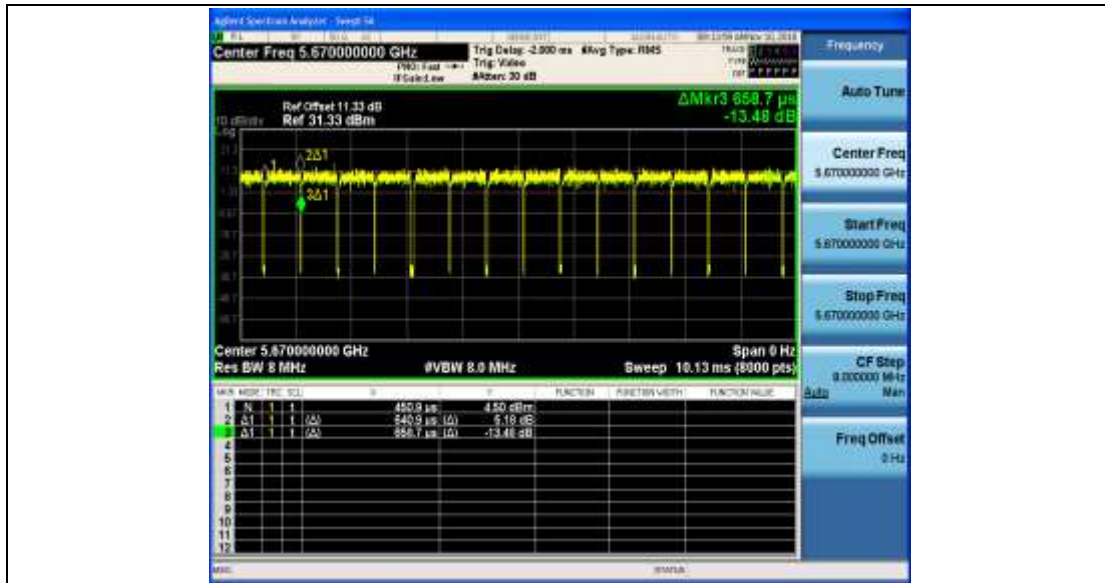 Agilent Spectrum Analyzer - Swept SA
Center Freq 5.670000000 GHz
PNO: Fast
IFGain:Low
Trig Delay: -2.000 ms
Trig: Video
#Atten: 30 dB
#Avg Type: RMS
TRACE
TYPE
DET P P P P P P
Frequency
Auto Tune
Center Freq
5.670000000 GHz
Start Freq
5.670000000 GHz
Stop Freq
5.670000000 GHz
CF Step
8.000000 MHz
Auto Man
Freq Offset
0 Hz
ΔMkr3 658.7 µs
-13.48 dB
Ref Offset 11.33 dB
10 dB/div Ref 31.33 dBm
Log
1
2Δ1
3Δ1
Center 5.670000000 GHz
Span 0 Hz
Res BW 8 MHz
#VBW 8.0 MHz
Sweep 10.13 ms (8000 pts)
MKR MODE TRC SCL X Y FUNCTION FUNCTION WIDTH FUNCTION VALUE
1 N 1 t 450.9 µs 4.50 dBm
2 Δ1 1 t (Δ) 640.9 µs (Δ) 5.18 dB
3 Δ1 1 t (Δ) 658.7 µs (Δ) -13.48 dB
4
5
6
7
8
9
10
11
12
MSG
STATUS